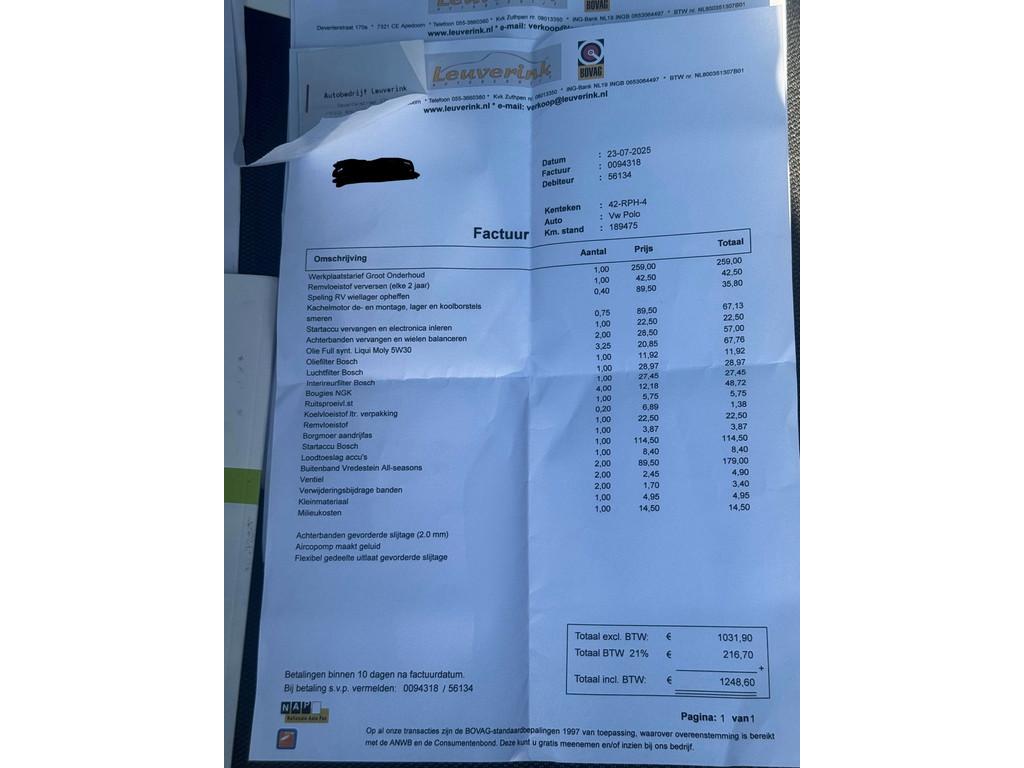 Deventerstraat 170a * 7321 CE Apedoorn * Telefoon 055-3660360 * Kvk Zutphen nr. 08013350 * ING-Bank NL19 INGB 0653064497 * BTW nr. NL800351307B01
www.leuverink.nl * e-mail:
BOVAG
Leuverink
BOVAG
Autobedrijf Leuverink
* Telefoon 055-3660360 * Kvk Zutphen nr. 08013350 * ING-Bank NL19 INGB 0653064497 * BTW nr. NL800351307B01
www.leuverink.nl * e-mail: verkoop@leuverink.nl
Datum : 23-07-2025
Factuur : 0094318
Debiteur : 56134
Kenteken : 42-RPH-4
Auto : Vw Polo
Km. stand : 189475
Factuur
Omschrijving Aantal Prijs Totaal
Werkplaatstarief Groot Onderhoud 1,00 259,00 259,00
Remvloeistof verversen (elke 2 jaar) 1,00 42,50 42,50
Speling RV wiellager opheffen 0,40 89,50 35,80
Kachelmotor de- en montage, lager en koolborstels
smeren 0,75 89,50 67,13
Startaccu vervangen en electronica inleren 1,00 22,50 22,50
Achterbanden vervangen en wielen balanceren 2,00 28,50 57,00
Olie Full synt. Liqui Moly 5W30 3,25 20,85 67,76
Oliefilter Bosch 1,00 11,92 11,92
Luchtfilter Bosch 1,00 28,97 28,97
Interireurfilter Bosch 1,00 27,45 27,45
Bougies NGK 4,00 12,18 48,72
Ruitsproeivl.st 1,00 5,75 5,75
Koelvloeistof ltr. verpakking 0,20 6,89 1,38
Remvloeistof 1,00 22,50 22,50
Borgmoer aandrijfas 1,00 3,87 3,87
Startaccu Bosch 1,00 114,50 114,50
Loodtoeslag accu's 1,00 8,40 8,40
Buitenband Vredestein All-seasons 2,00 89,50 179,00
Ventiel 2,00 2,45 4,90
Verwijderingsbijdrage banden 2,00 1,70 3,40
Kleinmateriaal 1,00 4,95 4,95
Milieukosten 1,00 14,50 14,50
Achterbanden gevorderde slijtage (2.0 mm)
Aircopomp maakt geluid
Flexibel gedeelte uitlaat gevorderde slijtage
Totaal excl. BTW: € 1031,90
Totaal BTW 21% € 216,70
+
Totaal incl. BTW: € 1248,60
Betalingen binnen 10 dagen na factuurdatum.
Bij betaling s.v.p. vermelden: 0094318 / 56134
Pagina: 1 van1
NAP
Nationale Auto Pas
Op al onze transacties zijn de BOVAG-standaardbepalingen 1997 van toepassing, waarover overeenstemming is bereikt
met de ANWB en de Consumentenbond. Deze kunt u gratis meenemen en/of inzien bij ons bedrijf.